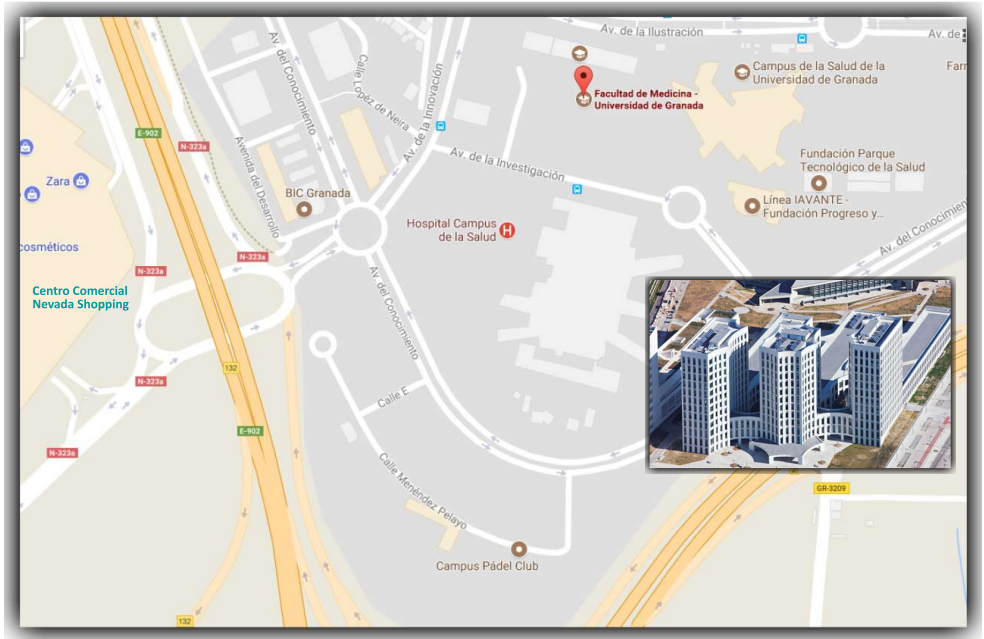 Av. de la Ilustración
Av. de
Campus de la Salud de la
Universidad de Granada
Farr
Facultad de Medicina -
Universidad de Granada
Av. del Conocimiento
Calle Lopéz de Neira
Av. de la Innovación
E-902
N-323a
Avenida del Desarrollo
Av. de la Investigación
Fundación Parque
Tecnológico de la Salud
Zara
BIC Granada
Línea IAVANTE -
Fundación Progreso y...
Hospital Campus
de la Salud
H
Av. del Conocimien
cosméticos
N-323a
N-323a
Centro Comercial
Nevada Shopping
Av. del Conocimiento
132
N-323a
Calle E
E-902
N-323a
Calle Menéndez Pelayo
GR-3209
Campus Pádel Club
132